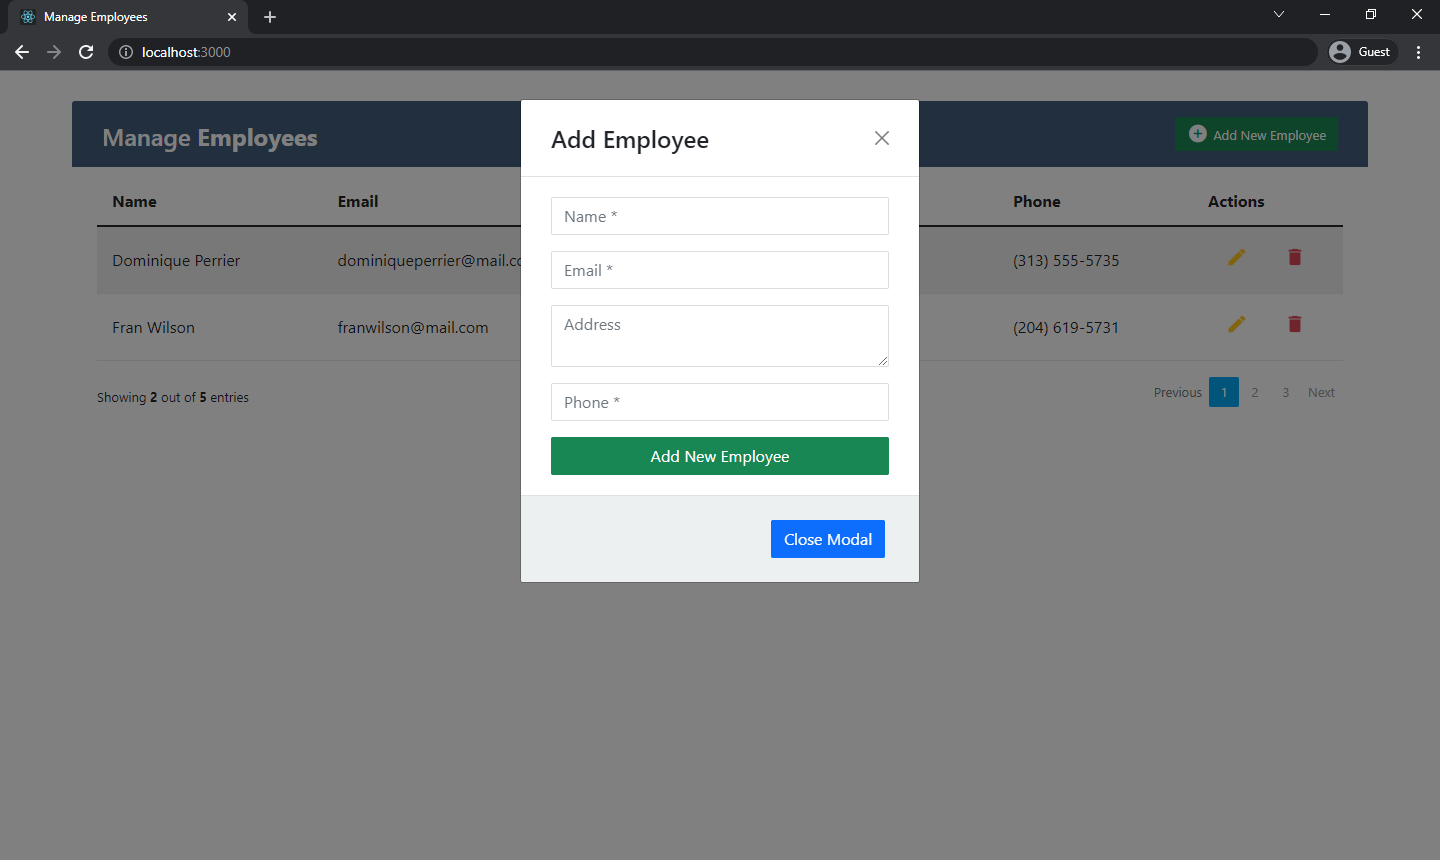 Manage Employees
localhost:3000
Guest
Manage Employees
Add New Employee
Add Employee
Name
Email
Phone
Actions
Name *
Dominique Perrier
dominiqueperrier@mail.co
(313) 555-5735
Email *
Fran Wilson
franwilson@mail.com
Address
(204) 619-5731
Showing 2 out of 5 entries
Previous 1 2 3 Next
Phone *
Add New Employee
Close Modal